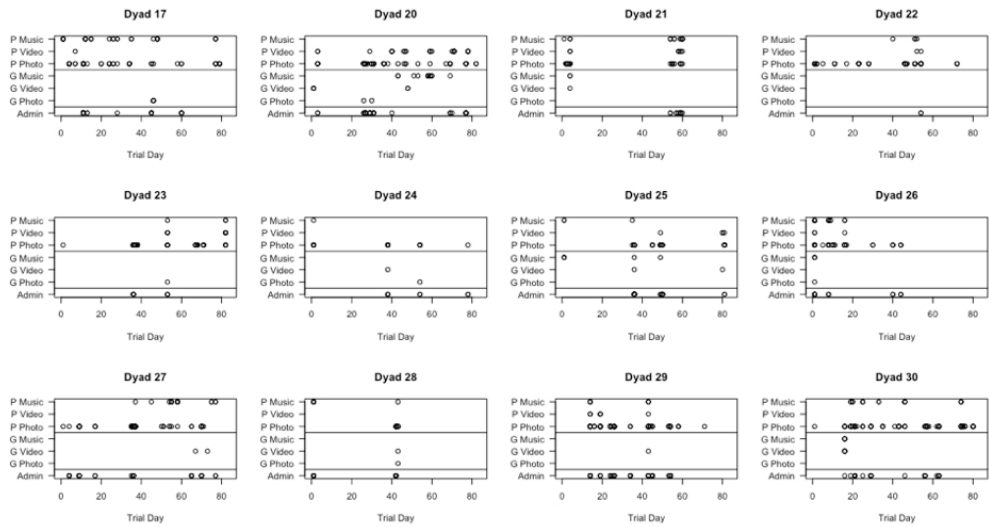 Dyad 17
P Music
P Video
P Photo
G Music
G Video
G Photo
Admin
0 20 40 60 80
Trial Day
Dyad 20
P Music
P Video
P Photo
G Music
G Video
G Photo
Admin
0 20 40 60 80
Trial Day
Dyad 21
P Music
P Video
P Photo
G Music
G Video
G Photo
Admin
0 20 40 60 80
Trial Day
Dyad 22
P Music
P Video
P Photo
G Music
G Video
G Photo
Admin
0 20 40 60 80
Trial Day
Dyad 23
P Music
P Video
P Photo
G Music
G Video
G Photo
Admin
0 20 40 60 80
Trial Day
Dyad 24
P Music
P Video
P Photo
G Music
G Video
G Photo
Admin
0 20 40 60 80
Trial Day
Dyad 25
P Music
P Video
P Photo
G Music
G Video
G Photo
Admin
0 20 40 60 80
Trial Day
Dyad 26
P Music
P Video
P Photo
G Music
G Video
G Photo
Admin
0 20 40 60 80
Trial Day
Dyad 27
P Music
P Video
P Photo
G Music
G Video
G Photo
Admin
0 20 40 60 80
Trial Day
Dyad 28
P Music
P Video
P Photo
G Music
G Video
G Photo
Admin
0 20 40 60 80
Trial Day
Dyad 29
P Music
P Video
P Photo
G Music
G Video
G Photo
Admin
0 20 40 60 80
Trial Day
Dyad 30
P Music
P Video
P Photo
G Music
G Video
G Photo
Admin
0 20 40 60 80
Trial Day